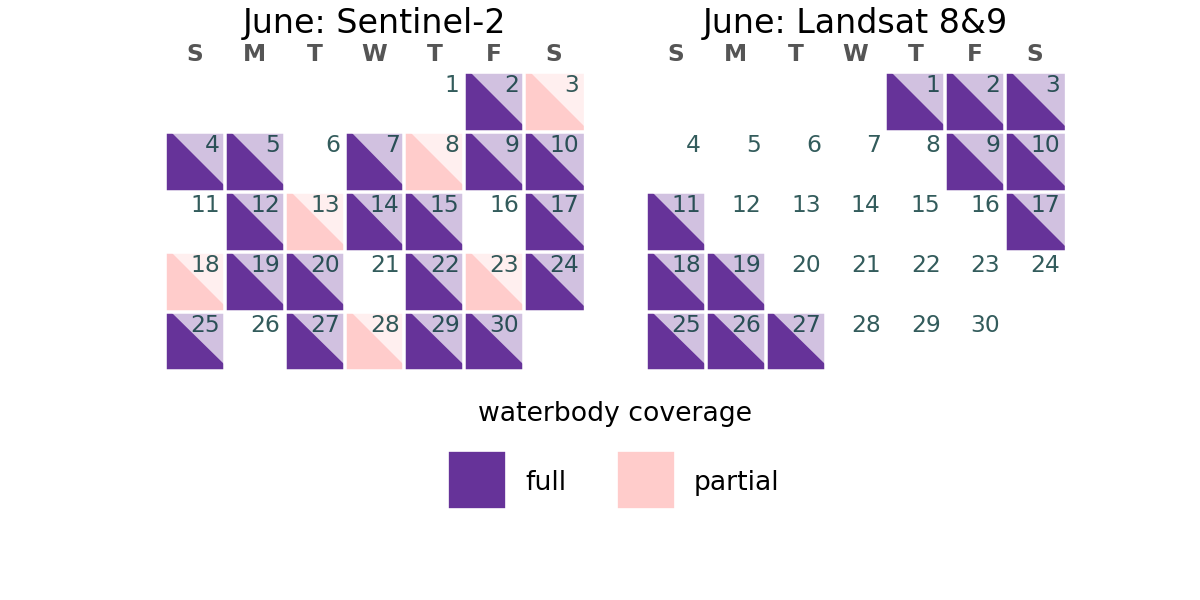 June: Sentinel-2
S M T W T F S
1 2 3
4 5 6 7 8 9 10
11 12 13 14 15 16 17
18 19 20 21 22 23 24
25 26 27 28 29 30
June: Landsat 8&9
S M T W T F S
1 2 3
4 5 6 7 8 9 10
11 12 13 14 15 16 17
18 19 20 21 22 23 24
25 26 27 28 29 30
waterbody coverage
full
partial